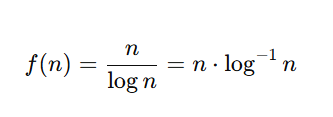 f(n) = n / log n = n · log⁻¹ n